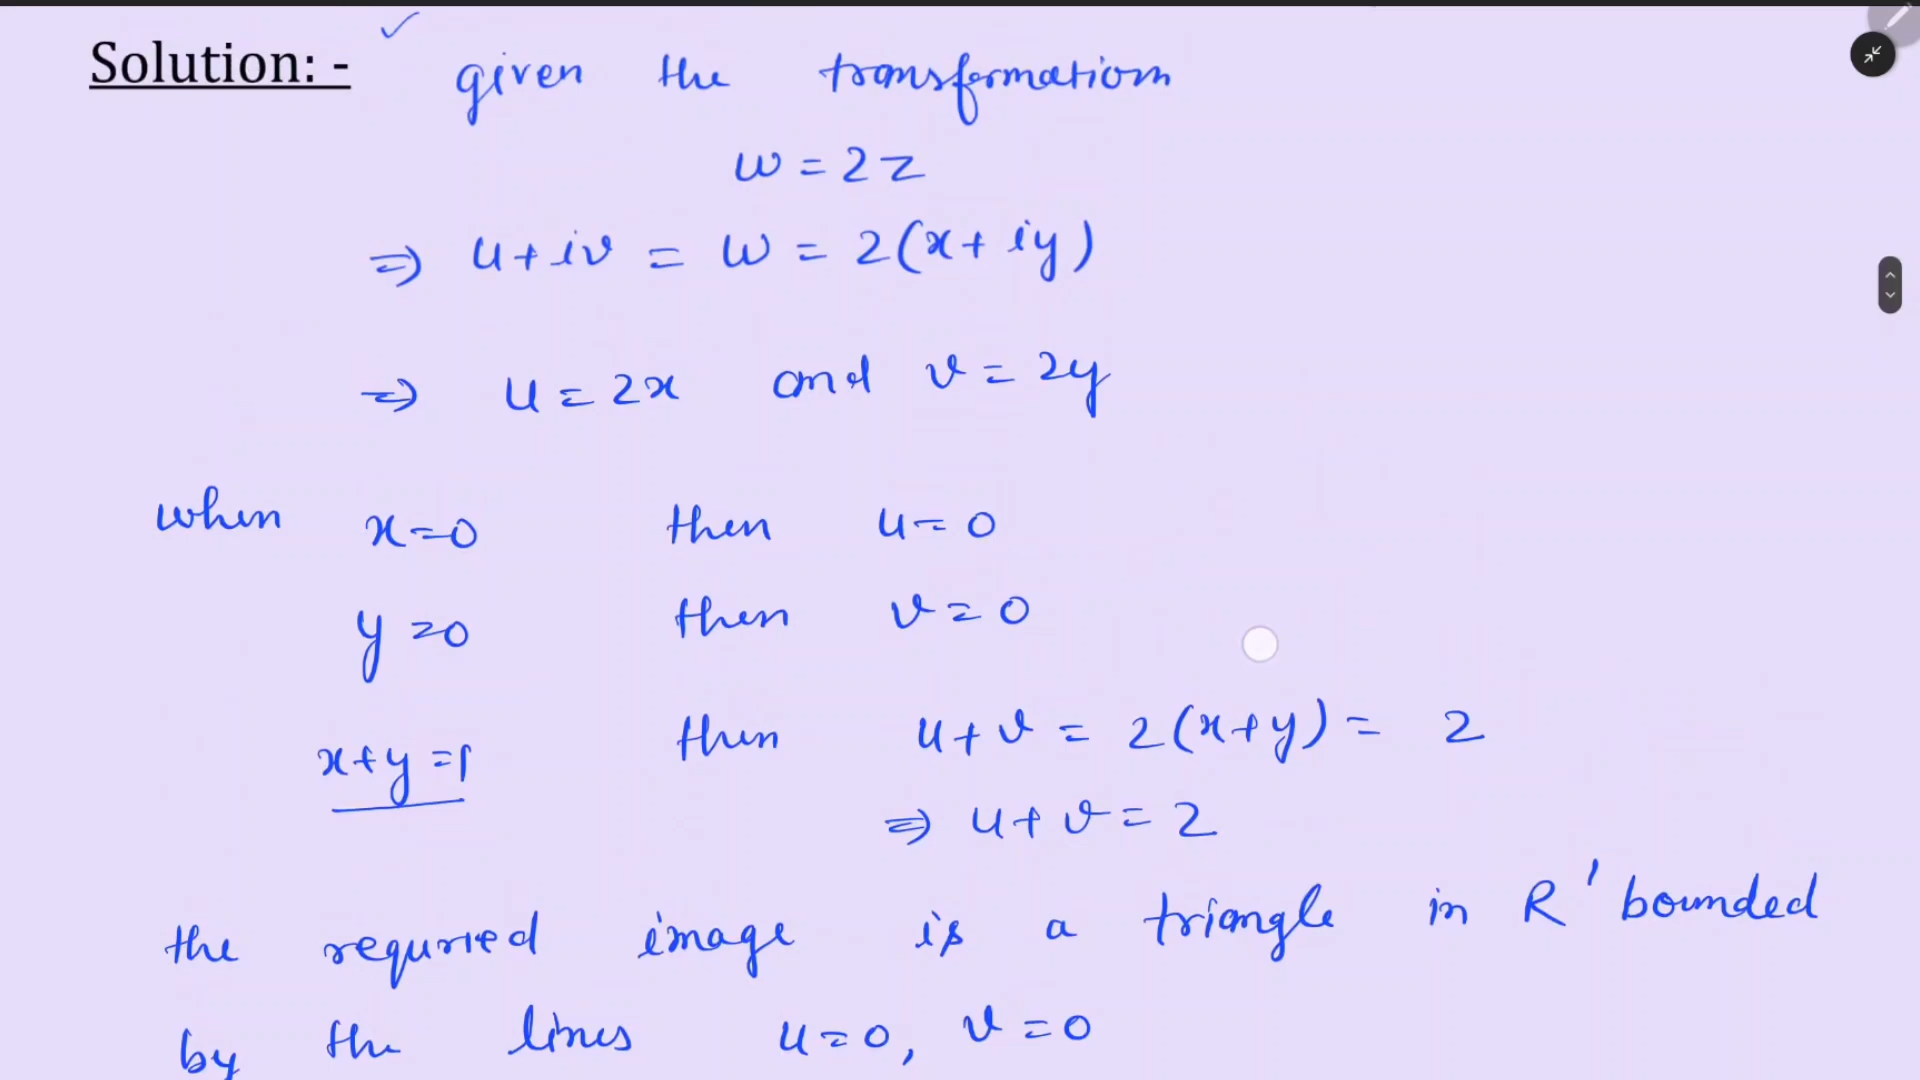 Solution: - given the transformation
w = 2z
⇒ u + iv = w = 2(x + iy)
⇒ u = 2x and v = 2y
when x = 0 then u = 0
y = 0 then v = 0
x + y = 1 then u + v = 2(x + y) = 2
⇒ u + v = 2
the requried image is a triangle in R' bounded
by the lines u = 0, v = 0